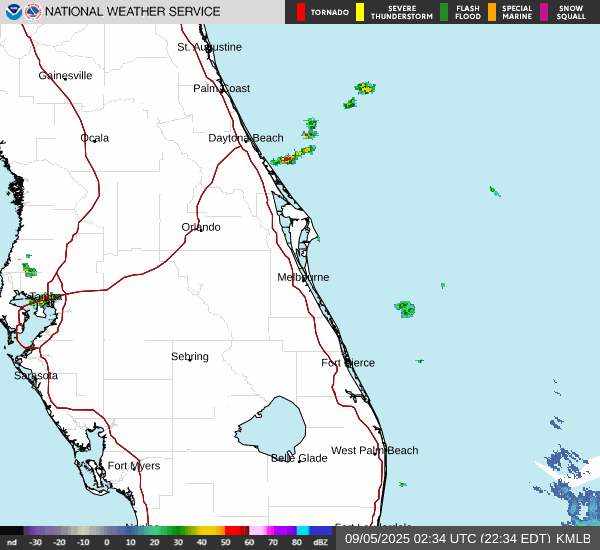 NATIONAL WEATHER SERVICE
TORNADO
SEVERE THUNDERSTORM
FLASH FLOOD
SPECIAL MARINE
SNOW SQUALL
St. Augustine
Gainesville
Palm Coast
Ocala
Daytona Beach
Orlando
Melbourne
Tampa
Sebring
Fort Pierce
Sarasota
West Palm Beach
Belle Glade
Fort Myers
nd -30 -20 -10 0 10 20 30 40 50 60 70 80 dBZ
09/05/2025 02:34 UTC (22:34 EDT) KMLB